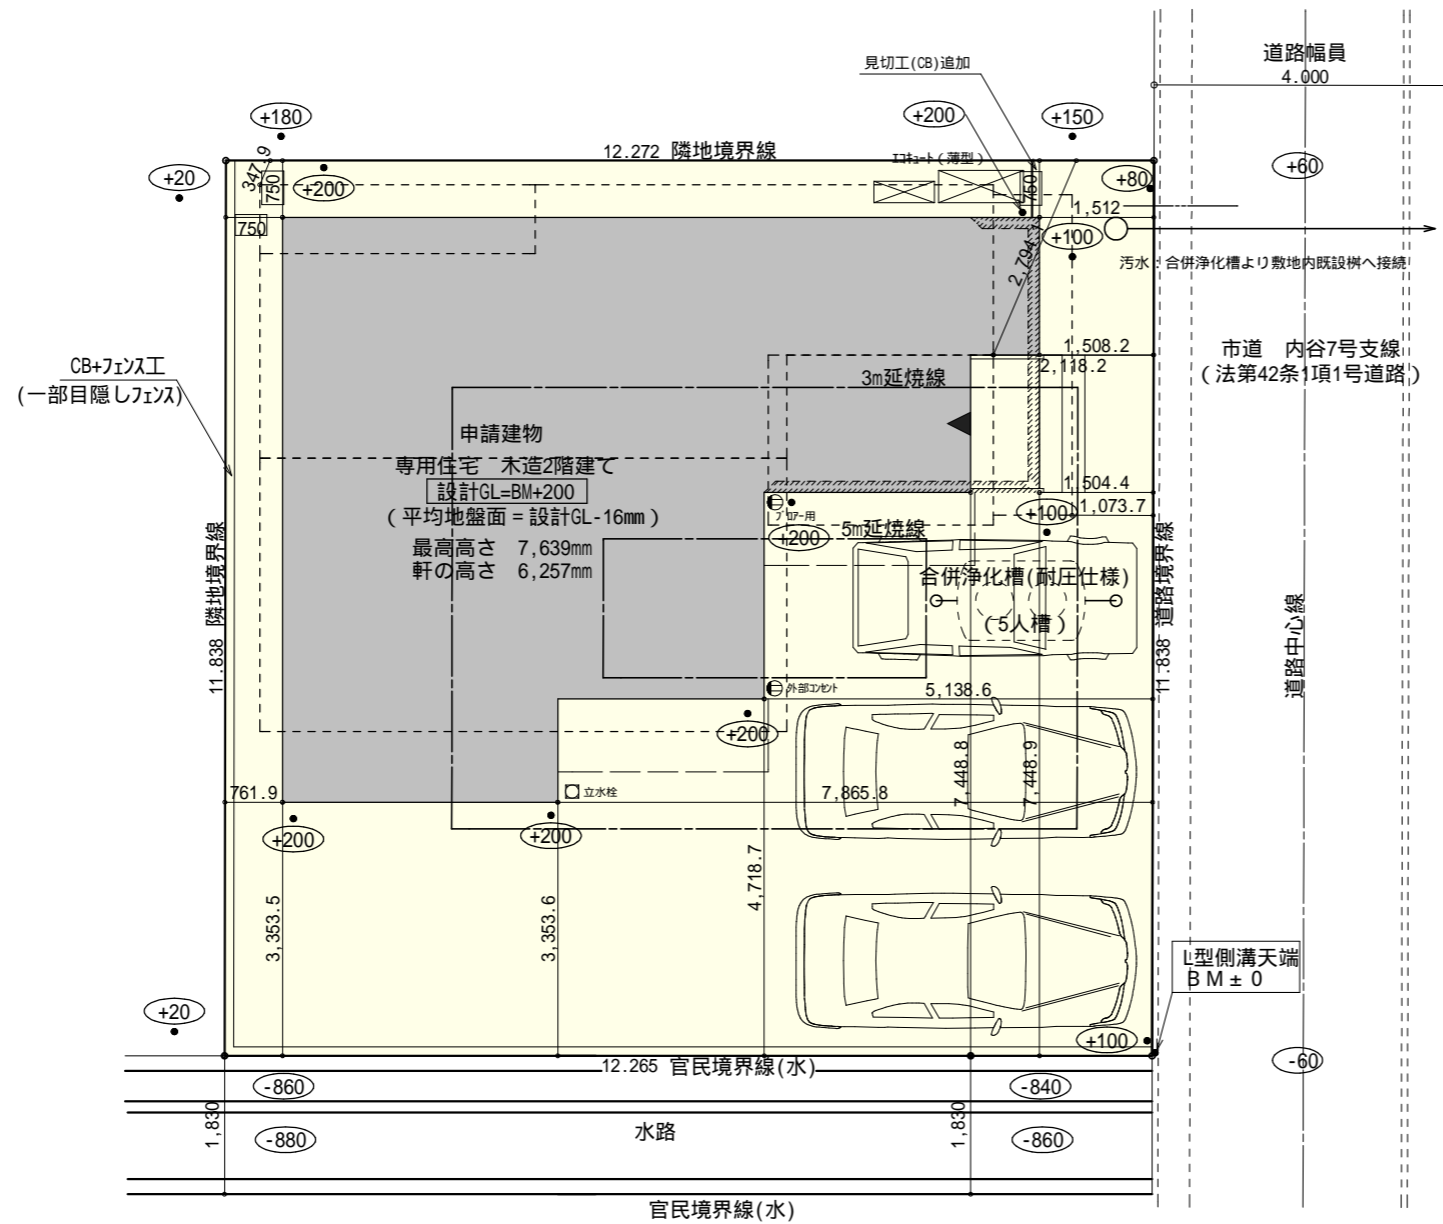 見切工(CB)追加
道路幅員
4.000
+180
+200
+150
12.272 隣地境界線
エコキュート(薄型)
+60
+20
347.9
750
+200
750
+80
750
1,512
+100
2,794
汚水:合併浄化槽より敷地内既設桝へ接続
CB+フェンス工
(一部目隠しフェンス)
1,508.2
2,118.2
市道 内谷7号支線
(法第42条1項1号道路)
3m延焼線
申請建物
専用住宅 木造2階建て
設計GL=BM+200
(平均地盤面=設計GL-16mm)
最高高さ 7,639mm
軒の高さ 6,257mm
1,504.4
1,073.7
ブロアー用
+200
5m延焼線
+100
合併浄化槽(耐圧仕様)
(5人槽)
11.838 隣地境界線
11.838 道路境界線
道路中心線
外部コンセント
5,138.6
+200
7,448.8
7,448.9
761.9
立水栓
7,865.8
+200
+200
4,718.7
3,353.5
3,353.6
L型側溝天端
BM±0
+20
+100
12.265 官民境界線(水)
-60
-860
-840
1,830
1,830
-880
水路
-860
官民境界線(水)